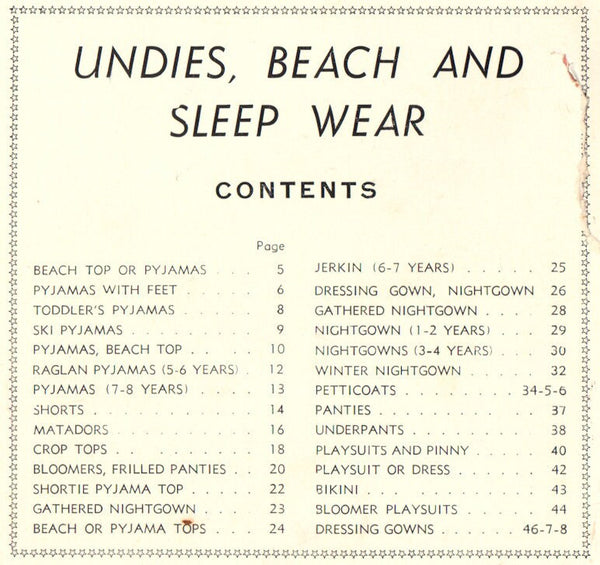 UNDIES, BEACH AND
SLEEP WEAR
CONTENTS
Page
BEACH TOP OR PYJAMAS . . . 5
PYJAMAS WITH FEET . . . . . 6
TODDLER'S PYJAMAS . . . . . 8
SKI PYJAMAS . . . . . . . . 9
PYJAMAS, BEACH TOP . . . . 10
RAGLAN PYJAMAS (5-6 YEARS) . 12
PYJAMAS (7-8 YEARS) . . . . 13
SHORTS . . . . . . . . . . 14
MATADORS . . . . . . . . . 16
CROP TOPS . . . . . . . . . 18
BLOOMERS, FRILLED PANTIES . . 20
SHORTIE PYJAMA TOP . . . . . 22
GATHERED NIGHTGOWN . . . . 23
BEACH OR PYJAMA TOPS . . . 24
JERKIN (6-7 YEARS) . . . . . 25
DRESSING GOWN, NIGHTGOWN 26
GATHERED NIGHTGOWN . . . . 28
NIGHTGOWN (1-2 YEARS) . . . 29
NIGHTGOWNS (3-4 YEARS) . . . 30
WINTER NIGHTGOWN . . . . . 32
PETTICOATS . . . . . . . . . 34-5-6
PANTIES . . . . . . . . . . 37
UNDERPANTS . . . . . . . . 38
PLAYSUITS AND PINNY . . . . 40
PLAYSUIT OR DRESS . . . . . . 42
BIKINI . . . . . . . . . . . 43
BLOOMER PLAYSUITS . . . . . 44
DRESSING GOWNS . . . . . . 46-7-8